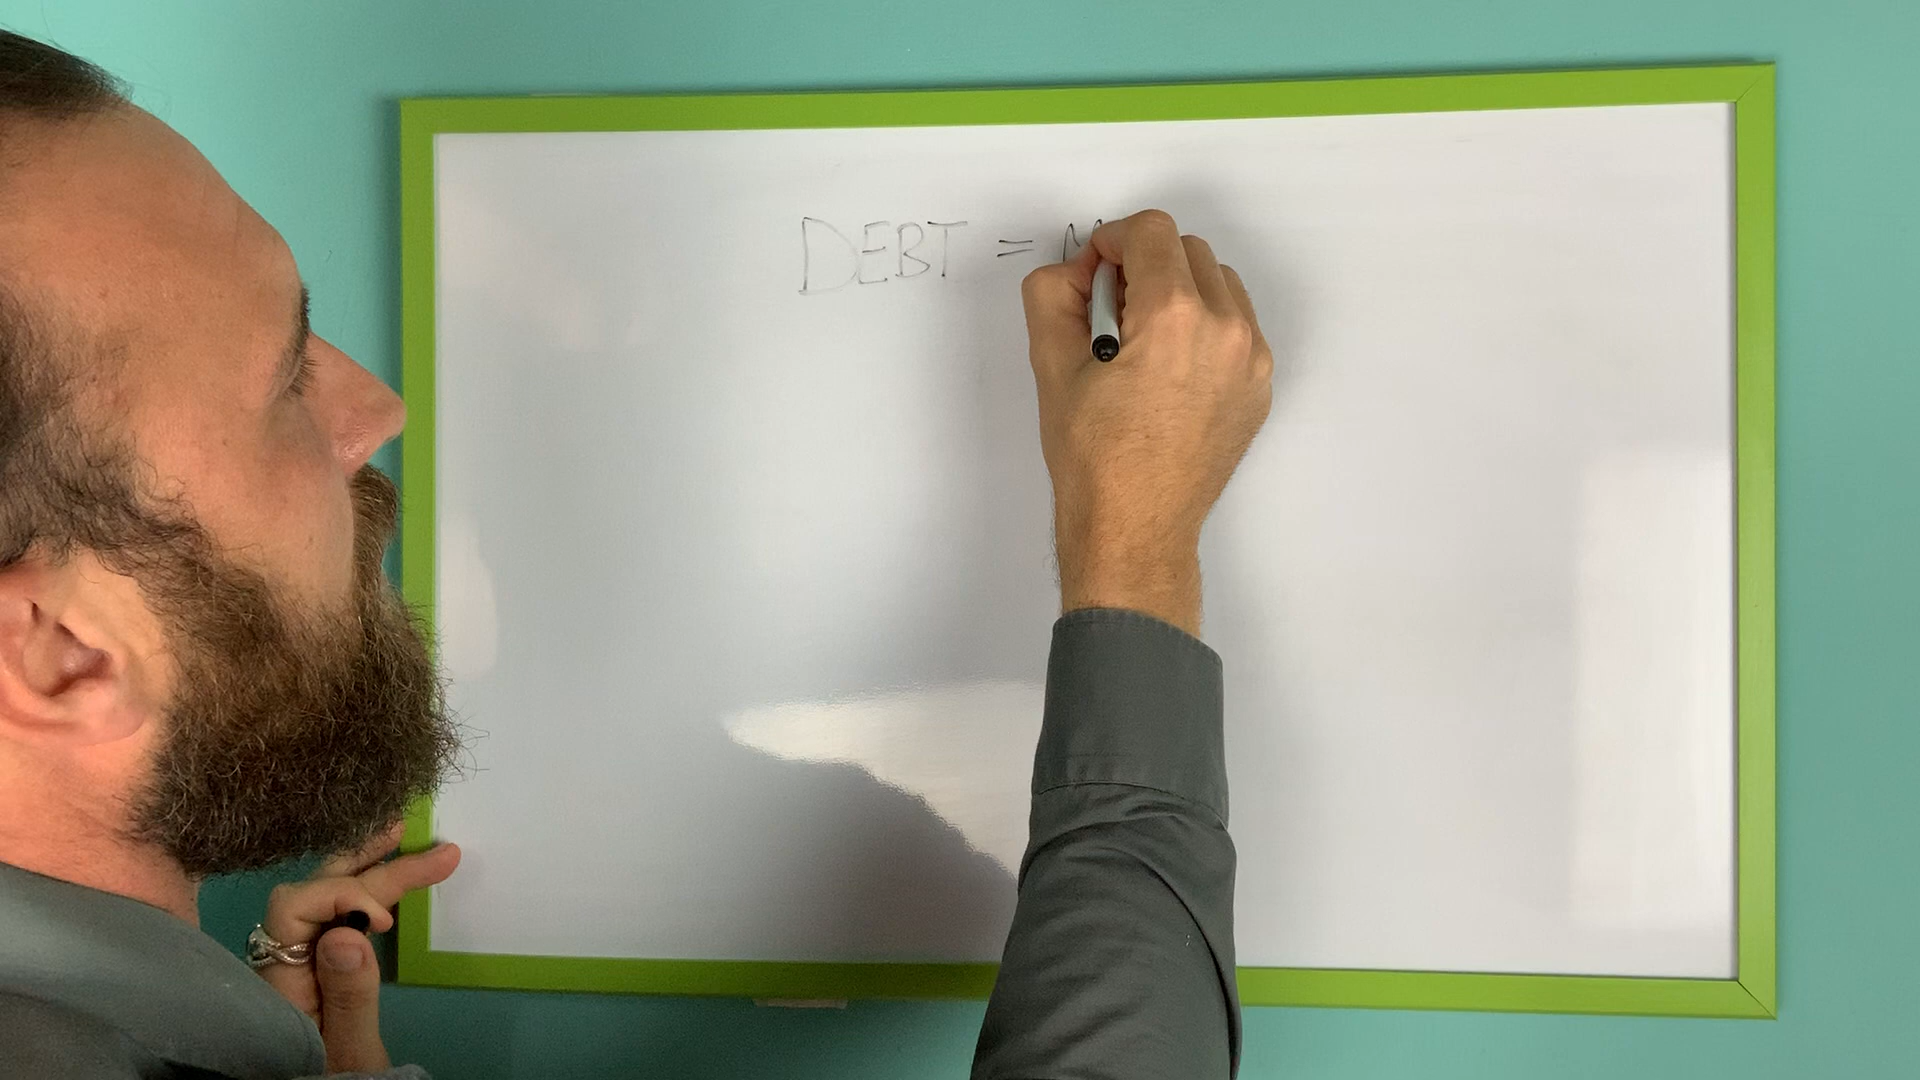 DEBT =